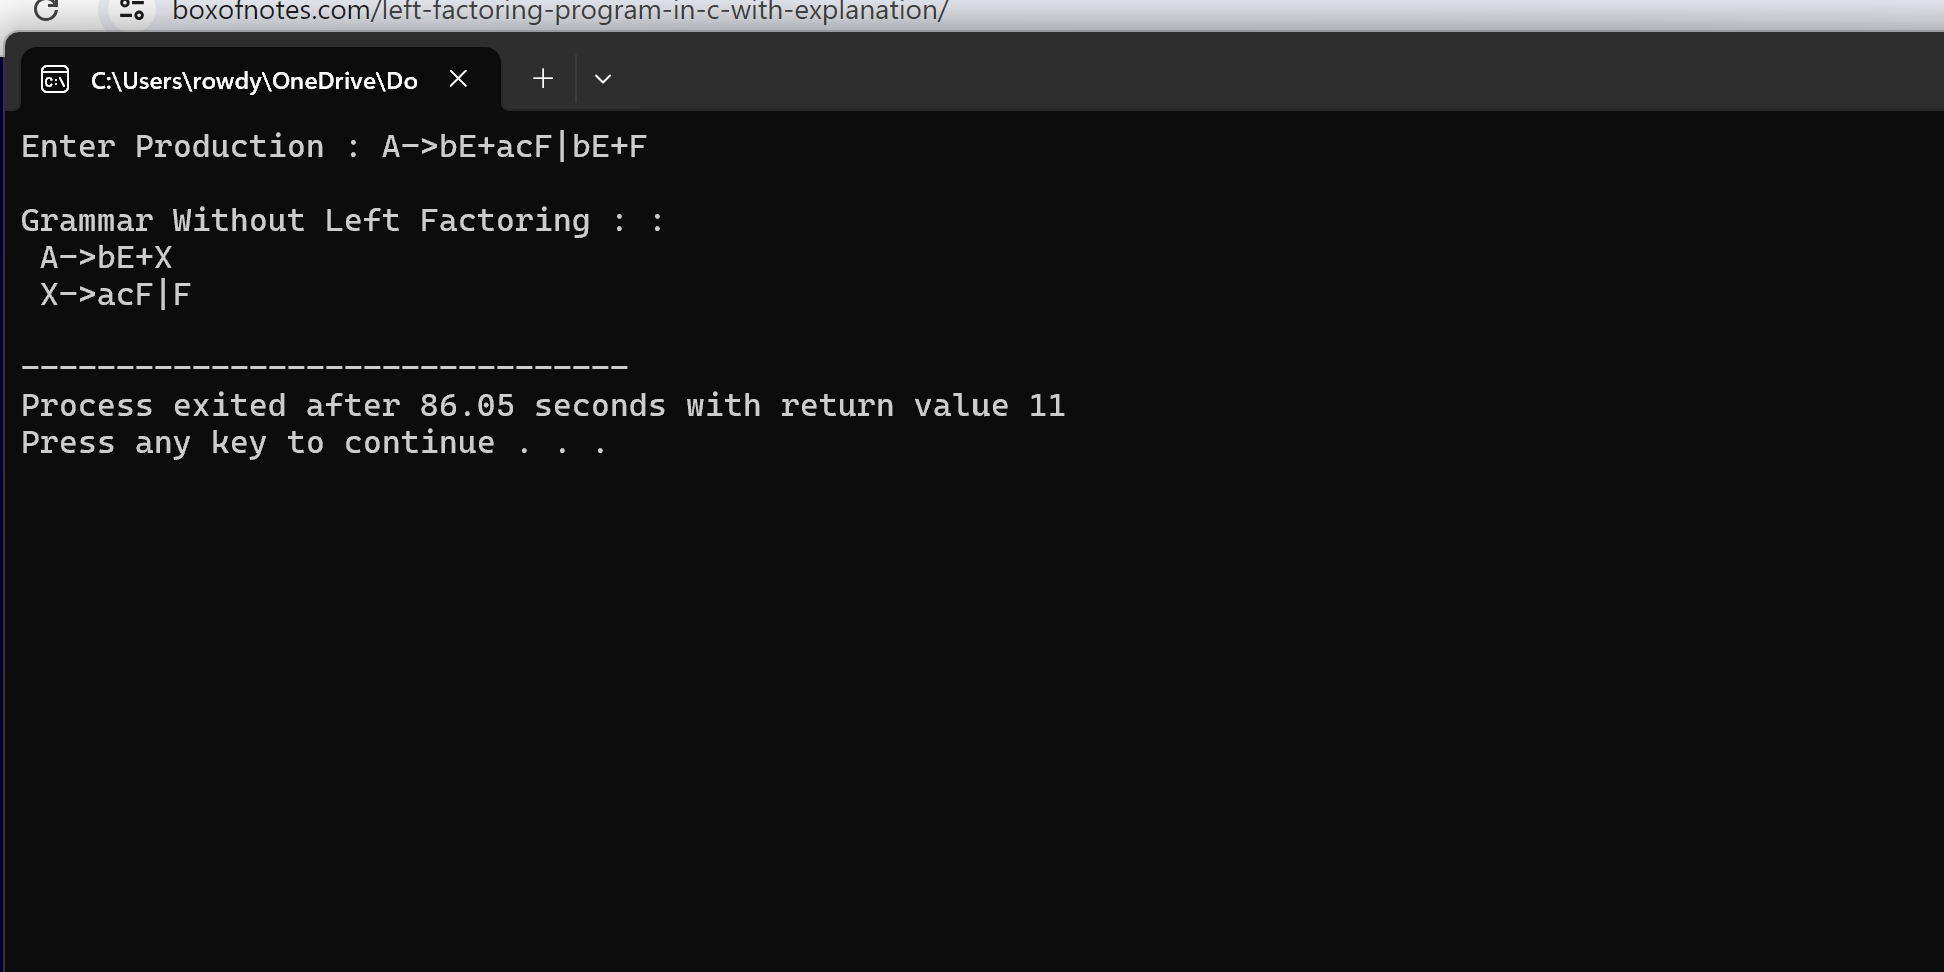 boxofnotes.com/left-factoring-program-in-c-with-explanation/
C:\Users\rowdy\OneDrive\Do
Enter Production : A->bE+acF|bE+F
Grammar Without Left Factoring : :
A->bE+X
X->acF|F
--------------------------------
Process exited after 86.05 seconds with return value 11
Press any key to continue . . .